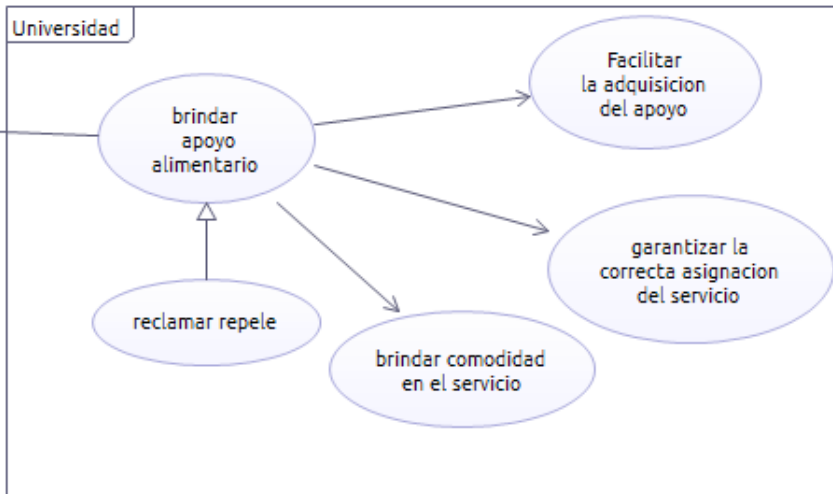 Universidad
Facilitar
la adquisicion
del apoyo
brindar
apoyo
alimentario
garantizar la
correcta asignacion
del servicio
reclamar repele
brindar comodidad
en el servicio